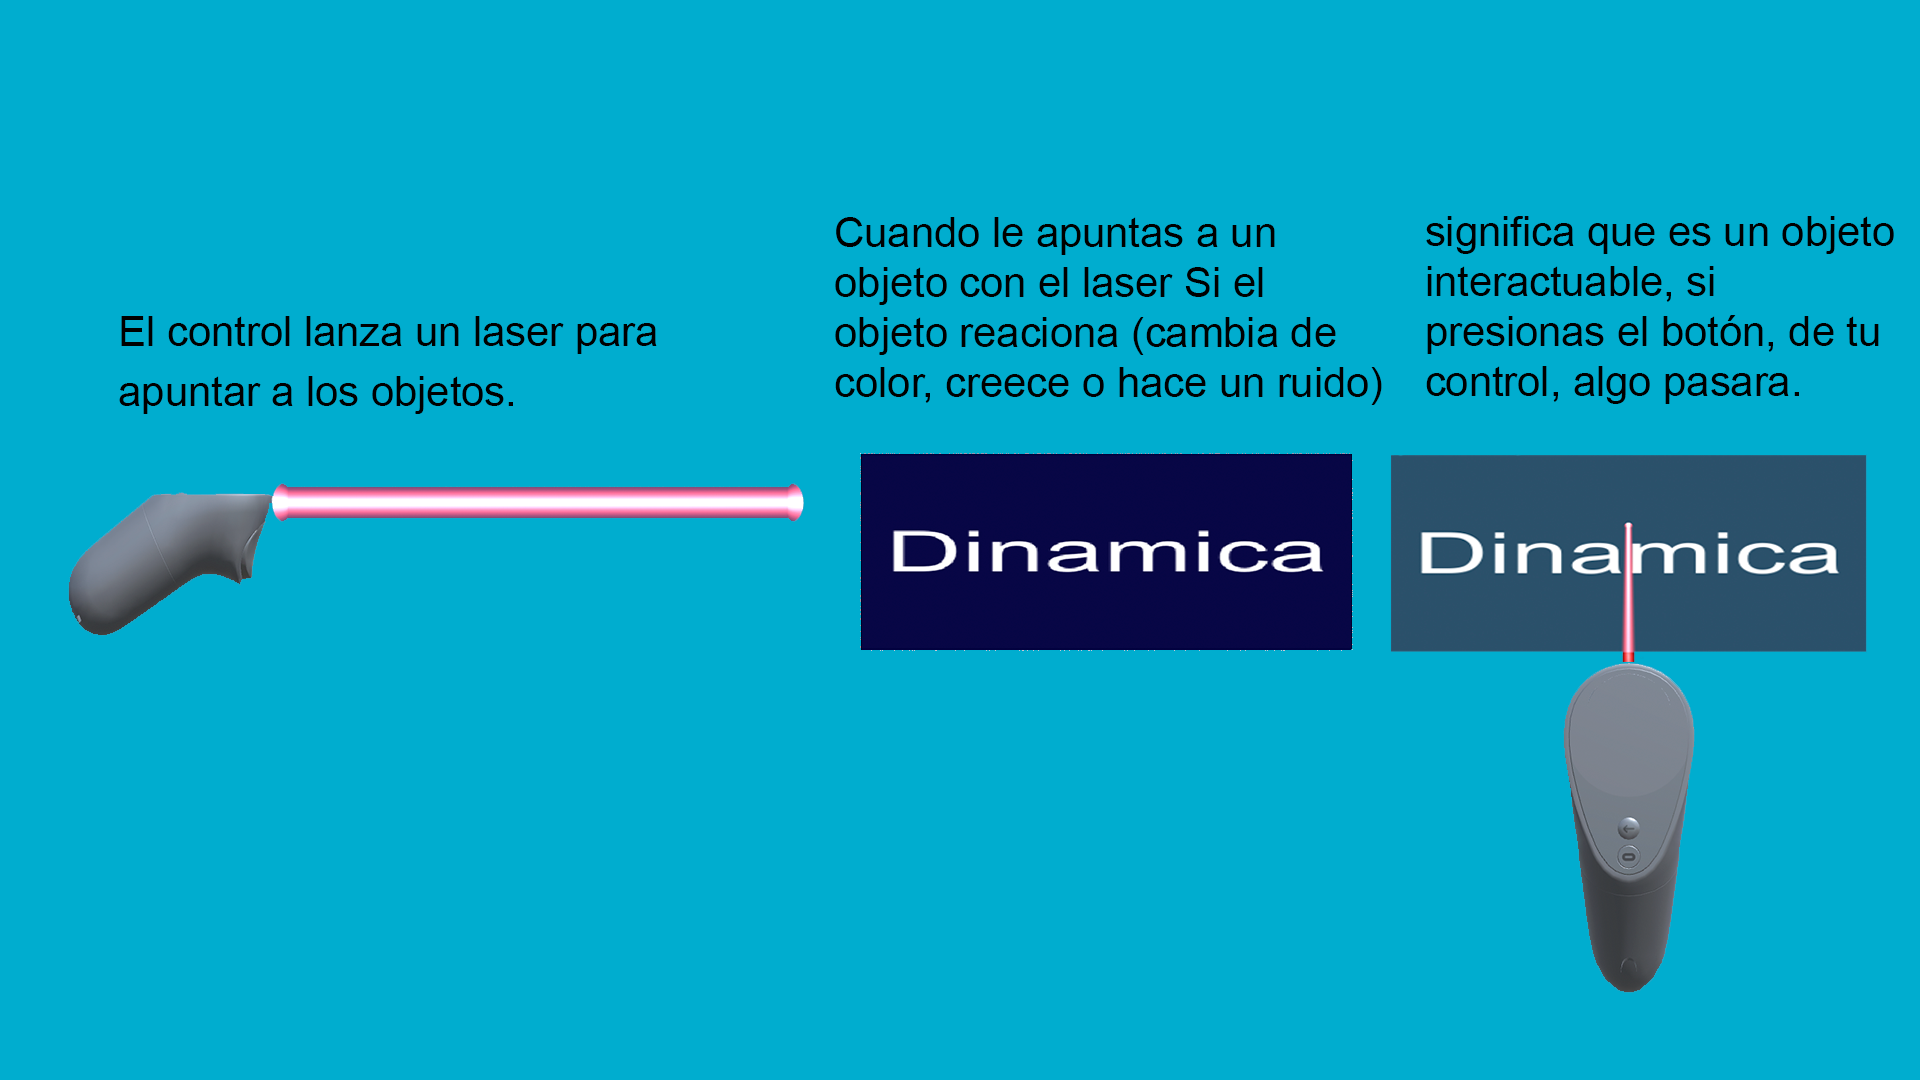 El control lanza un laser para
apuntar a los objetos.
Cuando le apuntas a un
objeto con el laser Si el
objeto reaciona (cambia de
color, creece o hace un ruido)
significa que es un objeto
interactuable, si
presionas el botón, de tu
control, algo pasara.
Dinamica
Dinamica